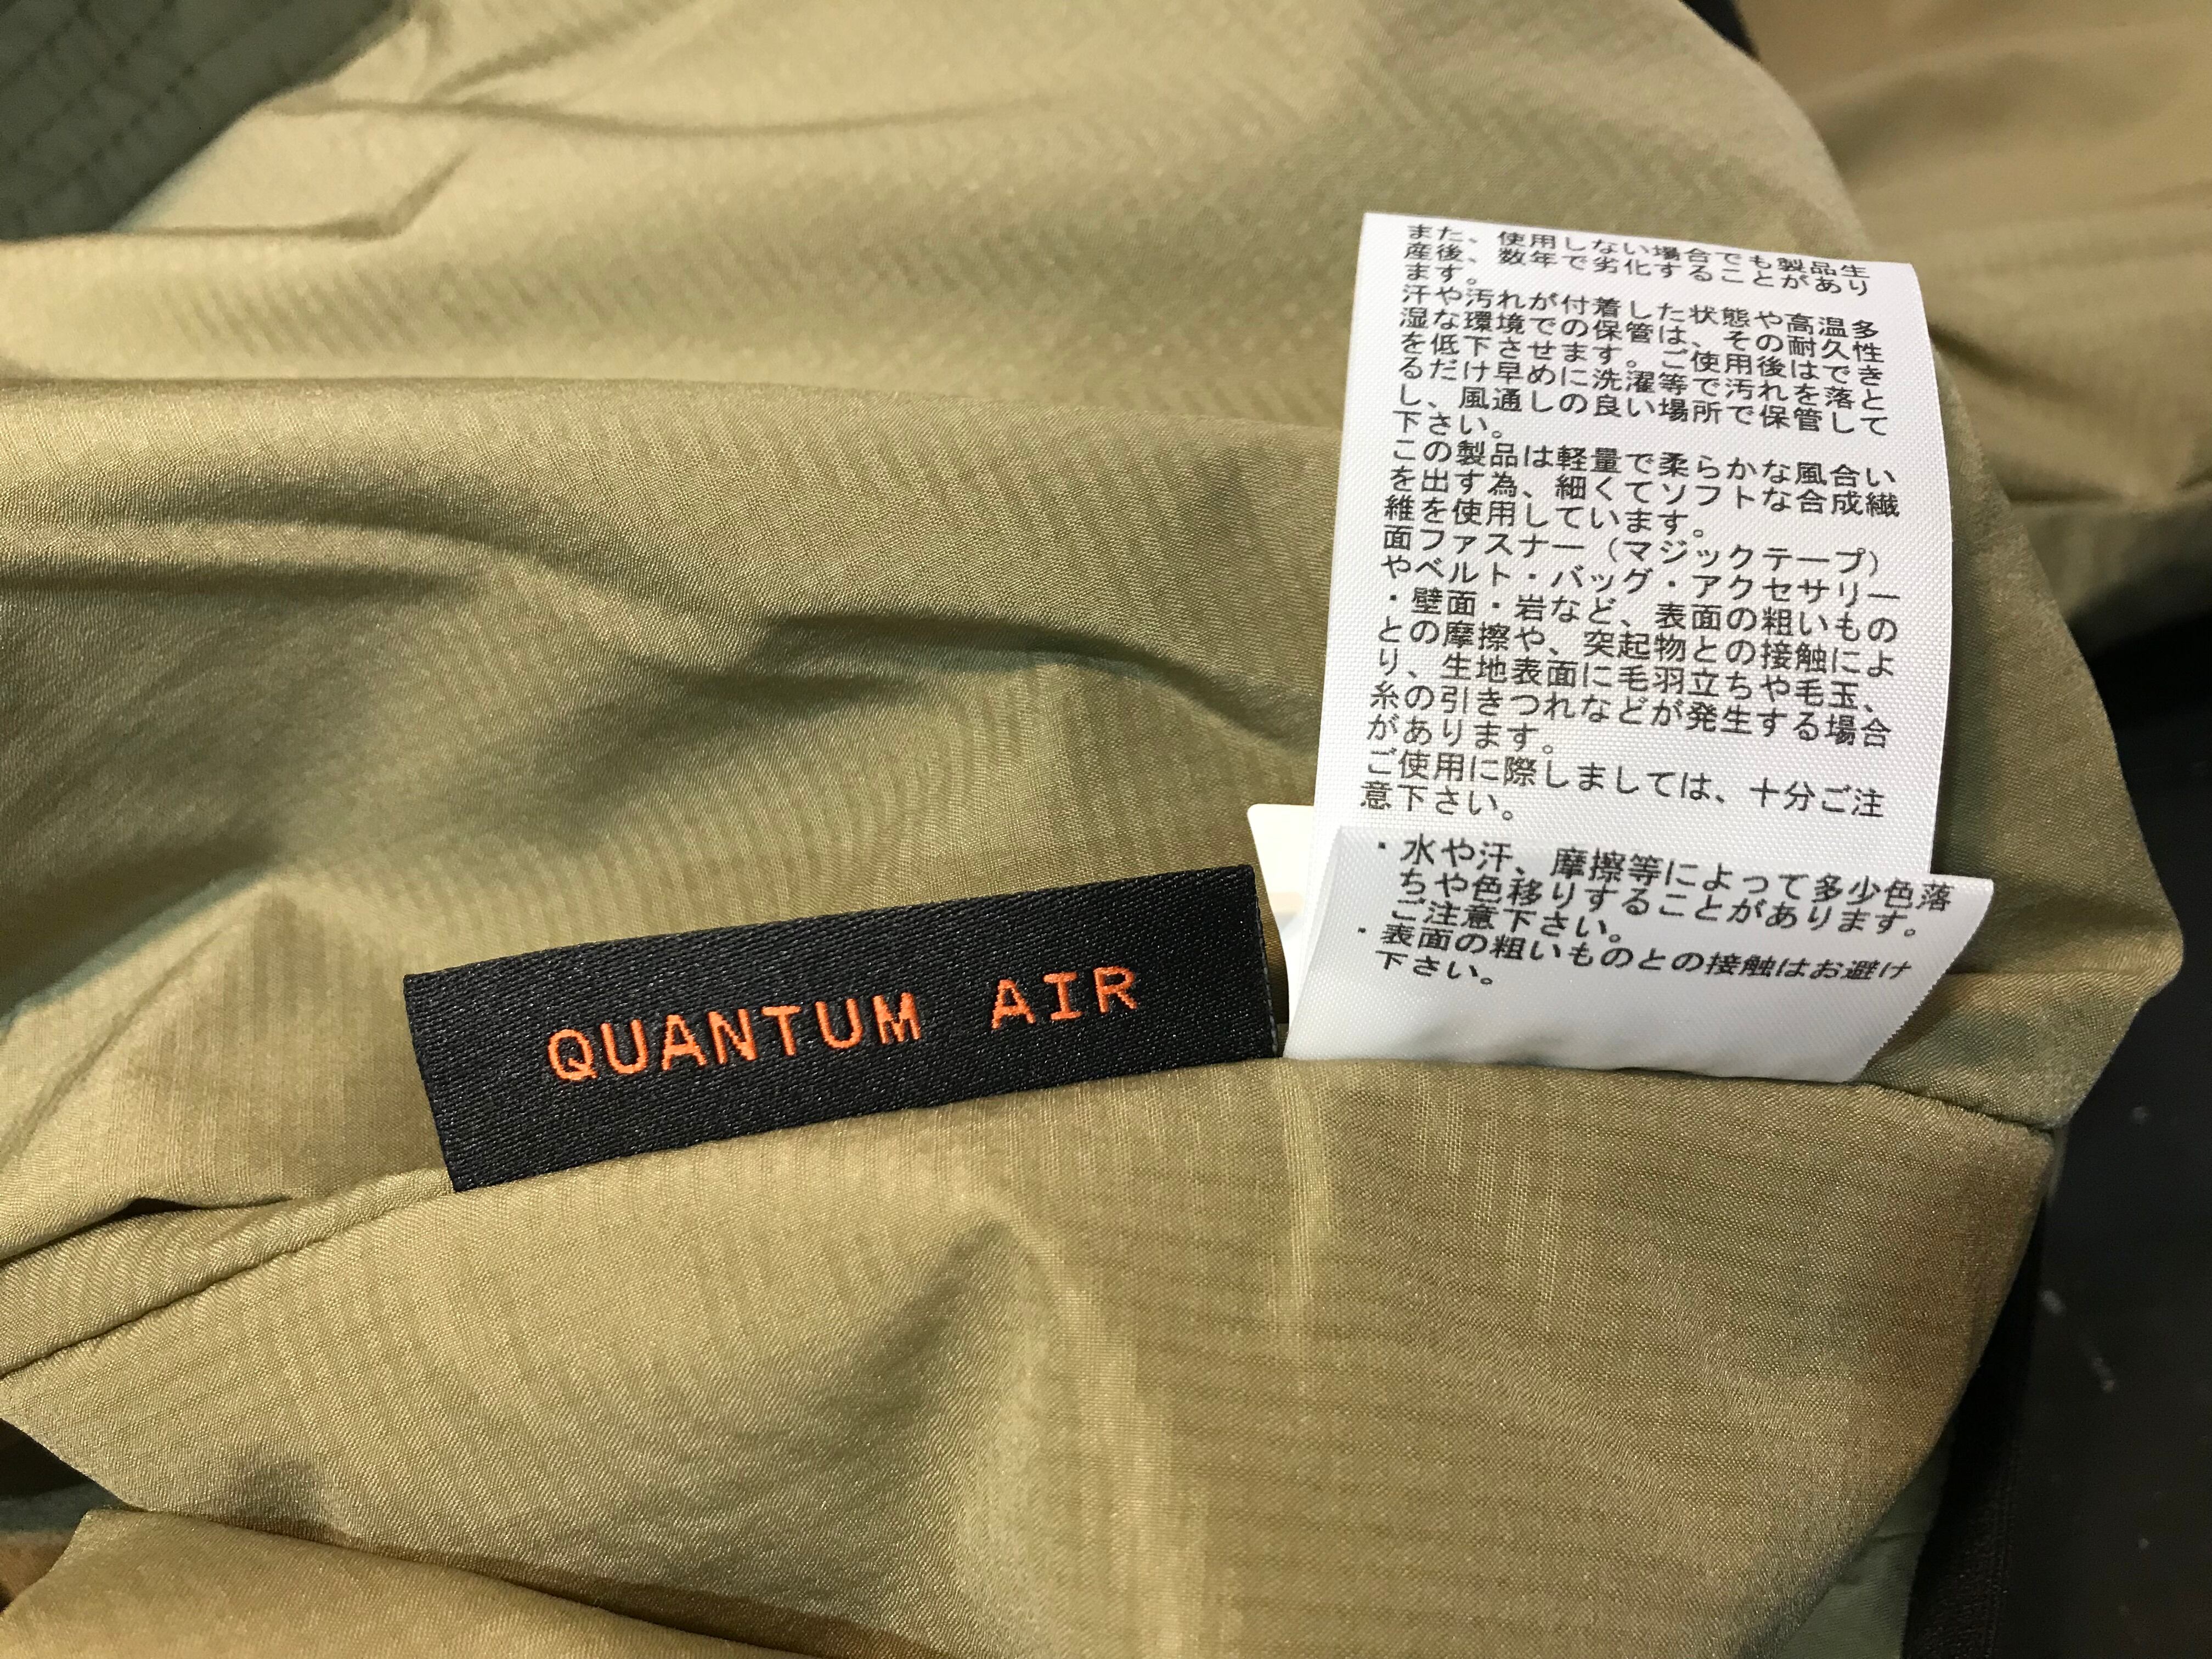 また、使用しない場合でも製品生
産後、数年で劣化することがあり
ます。
汗や汚れが付着した状態や高温多
湿な環境での保管は、その耐久性
を低下させます。ご使用後はでき
るだけ早めに洗濯等で汚れを落と
し、風通しの良い場所で保管して
下さい。
この製品は軽量で柔らかな風合い
を出す為、細くてソフトな合成繊
維を使用しています。
面ファスナー（マジックテープ）
やベルト・バッグ・アクセサリー
・壁面・岩など、表面の粗いもの
との摩擦や、突起物との接触によ
り、生地表面に毛羽立ちや毛玉、
糸の引きつれなどが発生する場合
があります。
ご使用に際しましては、十分ご注
意下さい。
・水や汗、摩擦等によって多少色落
ちや色移りすることがあります。
ご注意下さい。
・表面の粗いものとの接触はお避け
下さい。
QUANTUM AIR